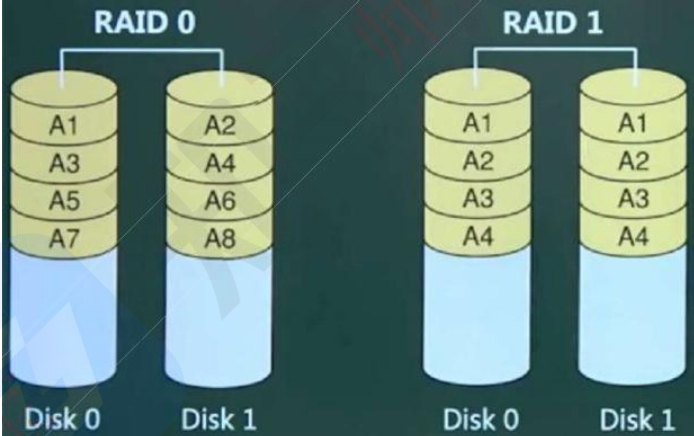 RAID 0
RAID 1
A1
A3
A5
A7
A2
A4
A6
A8
A1
A2
A3
A4
A1
A2
A3
A4
Disk 0
Disk 1
Disk 0
Disk 1